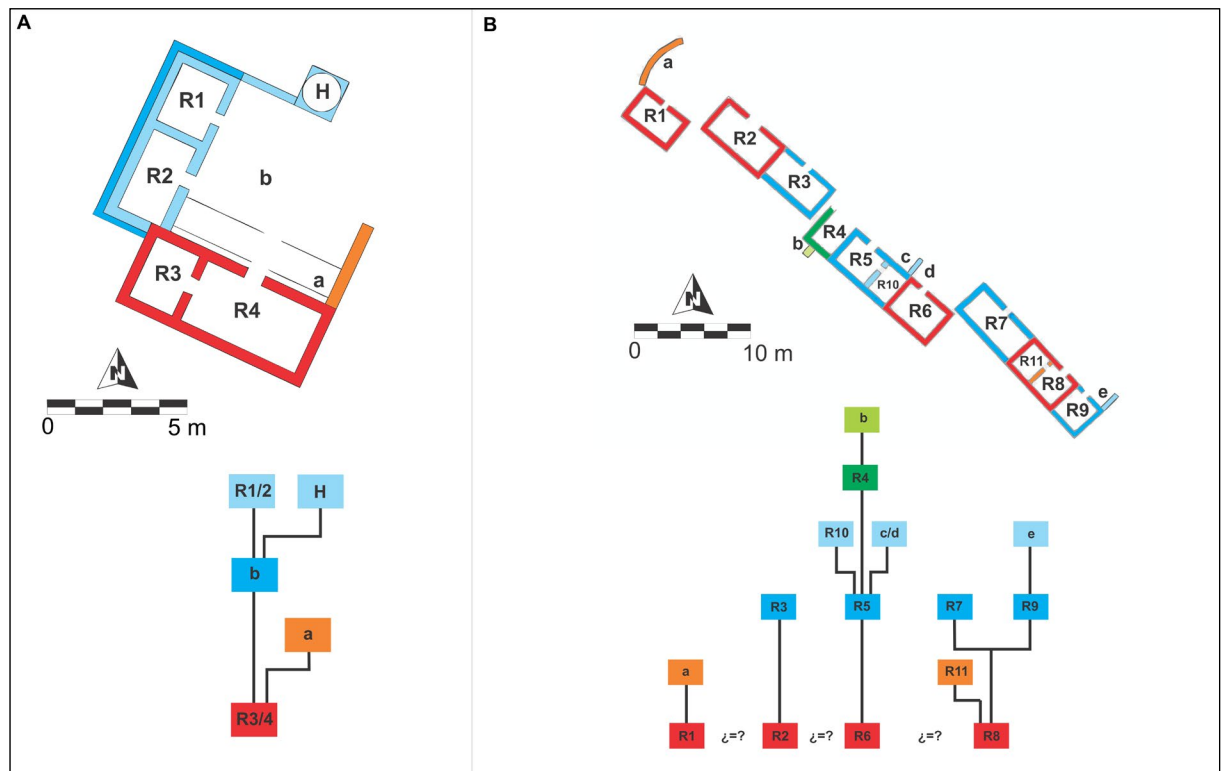 A
R1
H
R2
b
R3
a
R4
N
0 5 m
R1/2 H
b
a
R3/4
B
a
R1
R2
R3
R4
b
R5
c
d
R10
R6
R7
R11
R8
R9
e
N
0 10 m
b
R4
R10 c/d e
R3 R5 R7 R9
a R11
R1 ¿=? R2 ¿=? R6 ¿=? R8